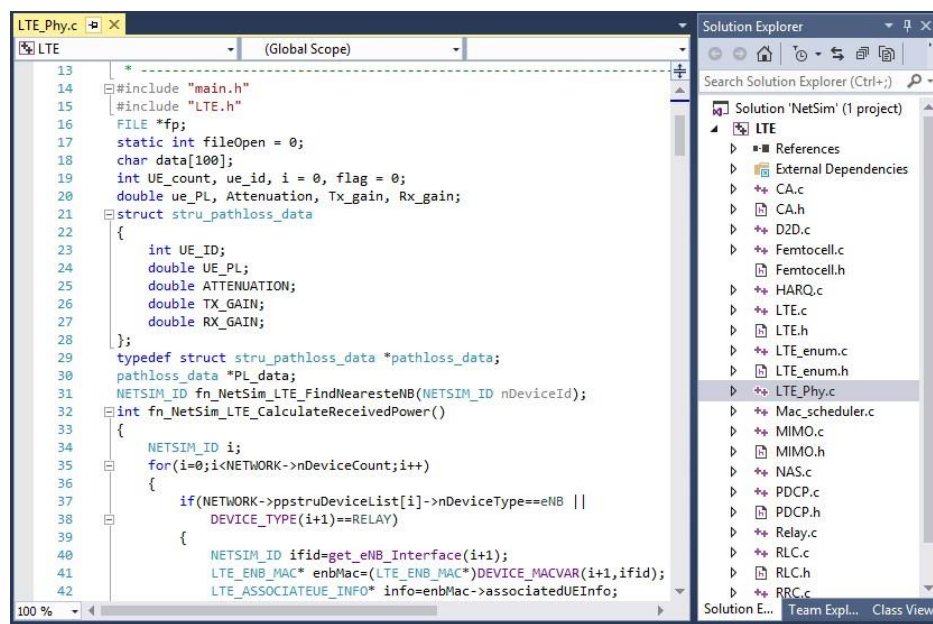 LTE_Phy.c
LTE
(Global Scope)
13 * -----------------------------------------------------------------
14 #include "main.h"
15 #include "LTE.h"
16 FILE *fp;
17 static int fileOpen = 0;
18 char data[100];
19 int UE_count, ue_id, i = 0, flag = 0;
20 double ue_PL, Attenuation, Tx_gain, Rx_gain;
21 struct stru_pathloss_data
22 {
23 int UE_ID;
24 double UE_PL;
25 double ATTENUATION;
26 double TX_GAIN;
27 double RX_GAIN;
28 };
29 typedef struct stru_pathloss_data *pathloss_data;
30 pathloss_data *PL_data;
31 NETSIM_ID fn_NetSim_LTE_FindNearesteNB(NETSIM_ID nDeviceId);
32 int fn_NetSim_LTE_CalculateReceivedPower()
33 {
34 NETSIM_ID i;
35 for(i=0;i<NETWORK->nDeviceCount;i++)
36 {
37 if(NETWORK->ppstruDeviceList[i]->nDeviceType==eNB ||
38 DEVICE_TYPE(i+1)==RELAY)
39 {
40 NETSIM_ID ifid=get_eNB_Interface(i+1);
41 LTE_ENB_MAC* enbMac=(LTE_ENB_MAC*)DEVICE_MACVAR(i+1,ifid);
42 LTE_ASSOCIATEUE_INFO* info=enbMac->associatedUEInfo;
100 %
Solution Explorer
Search Solution Explorer (Ctrl+;)
Solution 'NetSim' (1 project)
LTE
References
External Dependencies
CA.c
CA.h
D2D.c
Femtocell.c
Femtocell.h
HARQ.c
LTE.c
LTE.h
LTE_enum.c
LTE_enum.h
LTE_Phy.c
Mac_scheduler.c
MIMO.c
MIMO.h
NAS.c
PDCP.c
PDCP.h
Relay.c
RLC.c
RLC.h
RRC.c
Solution E... Team Expl... Class View